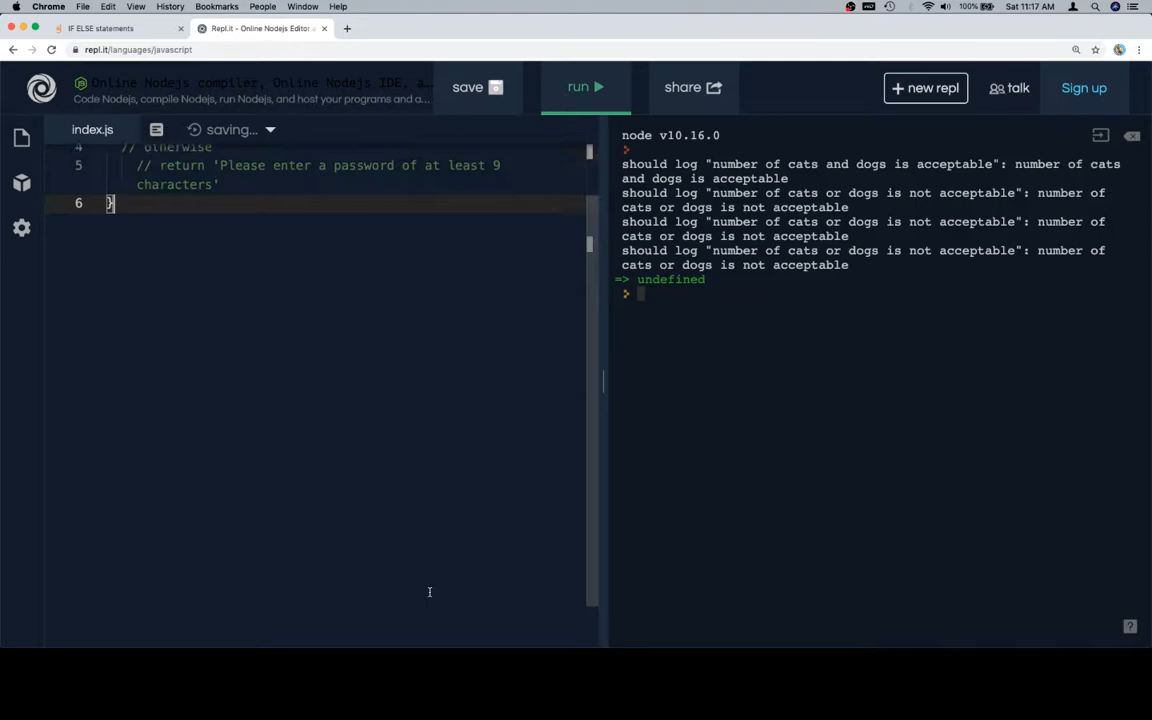 Chrome File Edit View History Bookmarks People Window Help 100% Sat 11:17 AM
IF ELSE statements Repl.it - Online Nodejs Editor a
repl.it/languages/javascript
Online Nodejs compiler, Online Nodejs IDE, a…
Code Nodejs, compile Nodejs, run Nodejs, and host your programs and a…
save run share + new repl talk Sign up
index.js saving...
4 // otherwise
5 // return 'Please enter a password of at least 9
characters'
6 }
node v10.16.0
should log "number of cats and dogs is acceptable": number of cats
and dogs is acceptable
should log "number of cats or dogs is not acceptable": number of
cats or dogs is not acceptable
should log "number of cats or dogs is not acceptable": number of
cats or dogs is not acceptable
should log "number of cats or dogs is not acceptable": number of
cats or dogs is not acceptable
=> undefined
?